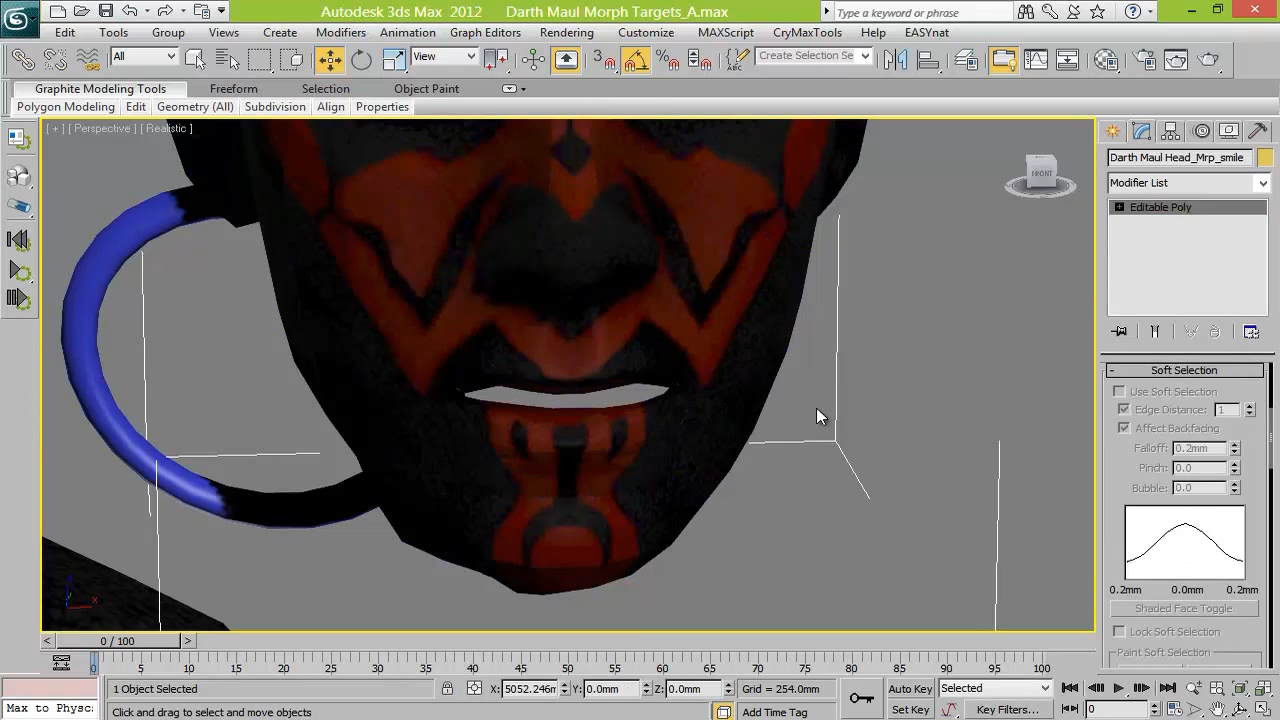 Autodesk 3ds Max 2012 Darth Maul Morph Targets_A.max
Type a keyword or phrase
Edit Tools Group Views Create Modifiers Animation Graph Editors Rendering Customize MAXScript CryMaxTools Help EASYnat
All View 3 Create Selection Se
Graphite Modeling Tools Freeform Selection Object Paint
Polygon Modeling Edit Geometry (All) Subdivision Align Properties
[ + ] [ Perspective ] [ Realistic ]
FRONT
Darth Maul Head_Mrp_smile
Modifier List
Editable Poly
- Soft Selection
Use Soft Selection
Edge Distance: 1
Affect Backfacing
Falloff: 0.2mm
Pinch: 0.0
Bubble: 0.0
0.2mm 0.0mm 0.2mm
Shaded Face Toggle
Lock Soft Selection
Paint Soft Selection
z
x
< 0 / 100 >
0 5 10 15 20 25 30 35 40 45 50 55 60 65 70 75 80 85 90 95 100
1 Object Selected X: 5052.246m Y: 0.0mm Z: 0.0mm Grid = 254.0mm Auto Key Selected
Max to Physc Click and drag to select and move objects Add Time Tag Set Key Key Filters... 0